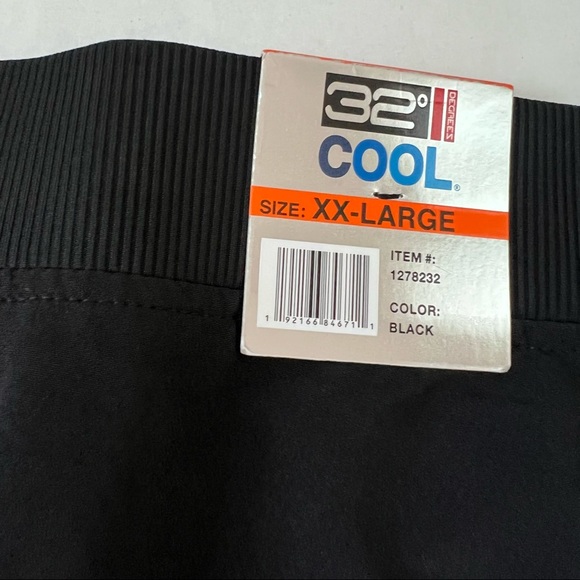 32° DEGREES
COOL®
SIZE: XX-LARGE
ITEM #:
1278232
COLOR:
BLACK
1 92166 84671 1